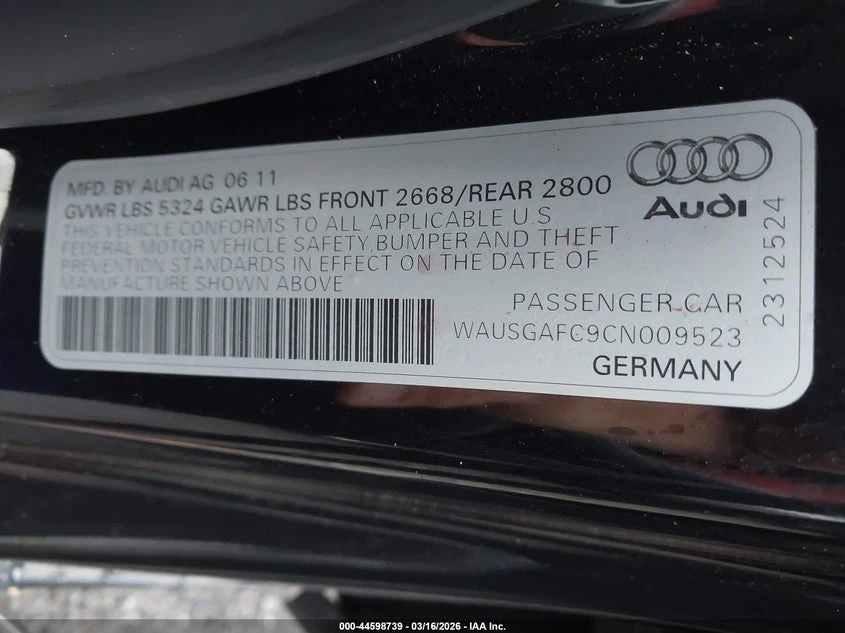 MFD. BY AUDI AG 06 11
GVWR LBS 5324 GAWR LBS FRONT 2668/REAR 2800
THIS VEHICLE CONFORMS TO ALL APPLICABLE U.S.
FEDERAL MOTOR VEHICLE SAFETY,BUMPER AND THEFT
PREVENTION STANDARDS IN EFFECT ON THE DATE OF
MANUFACTURE SHOWN ABOVE
Audi
2312524
PASSENGER CAR
WAUSGAFC9CN009523
GERMANY
000-44598739 - 03/16/2026 - IAA Inc.